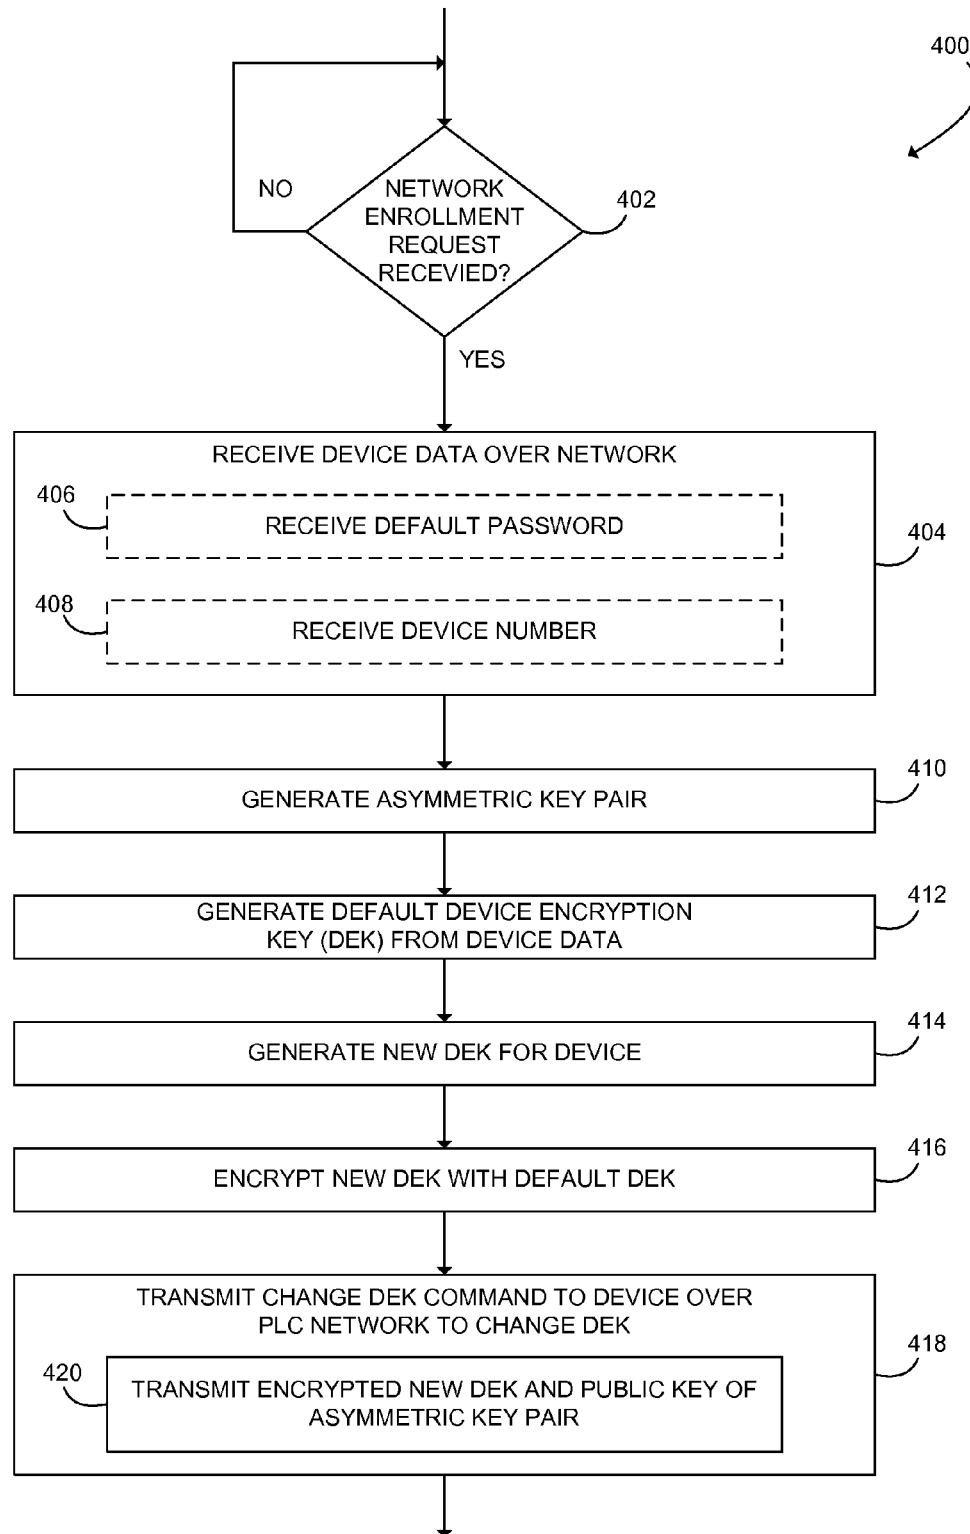 400
NO
NETWORK
ENROLLMENT
REQUEST
RECEVIED?
402
YES
RECEIVE DEVICE DATA OVER NETWORK
406
RECEIVE DEFAULT PASSWORD
404
408
RECEIVE DEVICE NUMBER
410
GENERATE ASYMMETRIC KEY PAIR
412
GENERATE DEFAULT DEVICE ENCRYPTION
KEY (DEK) FROM DEVICE DATA
414
GENERATE NEW DEK FOR DEVICE
416
ENCRYPT NEW DEK WITH DEFAULT DEK
TRANSMIT CHANGE DEK COMMAND TO DEVICE OVER
PLC NETWORK TO CHANGE DEK
418
420
TRANSMIT ENCRYPTED NEW DEK AND PUBLIC KEY OF
ASYMMETRIC KEY PAIR